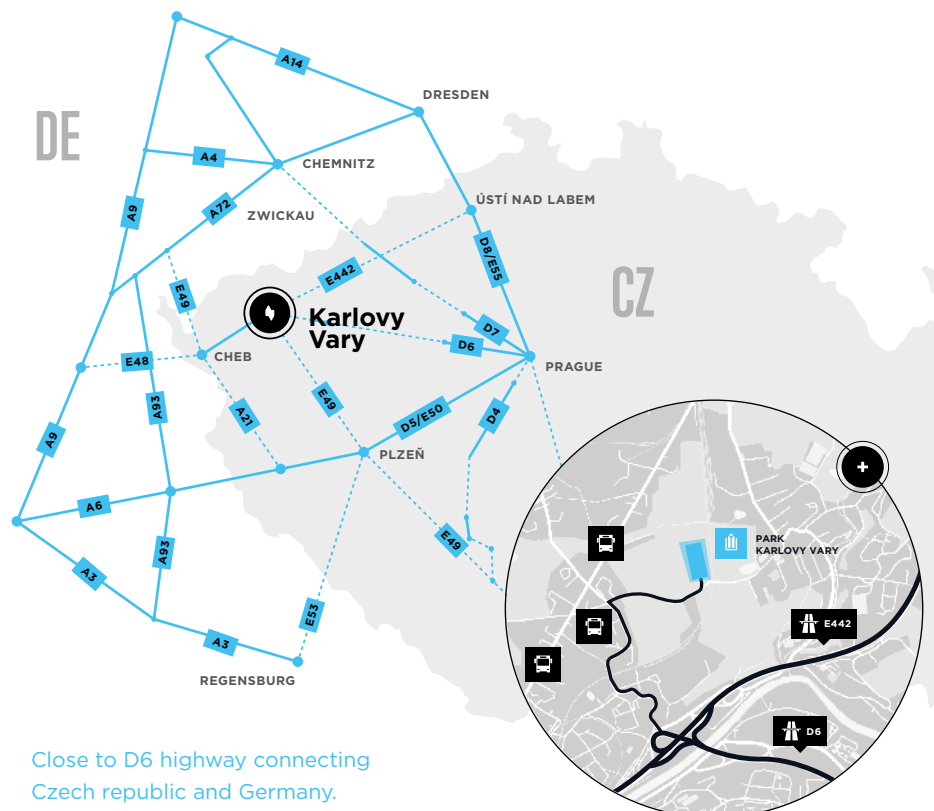 A14
DRESDEN
DE
A4
CHEMNITZ
A72
ZWICKAU
ÚSTÍ NAD LABEM
A9
D8/E55
E442
CZ
E49
Karlovy
Vary
D7
D6
E48
CHEB
PRAGUE
A93
A21
E49
D5/E50
D4
A9
PLZEŇ
A6
A93
E49
PARK
KARLOVY VARY
A3
E53
E442
A3
REGENSBURG
D6
Close to D6 highway connecting
Czech republic and Germany.